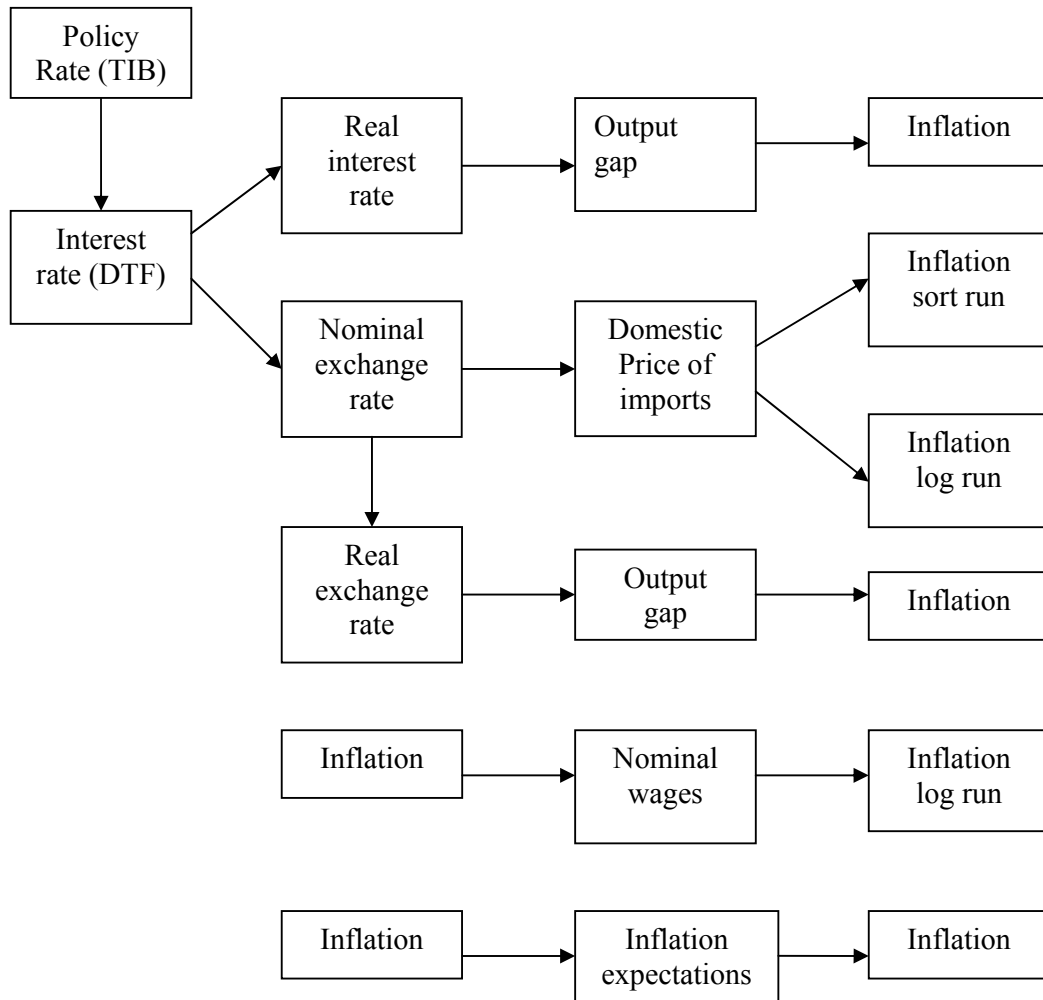 Policy
Rate (TIB)
Real
interest
rate
Output
gap
Inflation
Interest
rate (DTF)
Inflation
sort run
Nominal
exchange
rate
Domestic
Price of
imports
Inflation
log run
Real
exchange
rate
Output
gap
Inflation
Inflation
Nominal
wages
Inflation
log run
Inflation
Inflation
expectations
Inflation